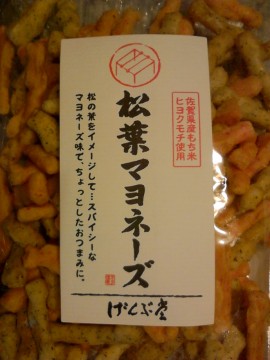 佐賀県産もち米
ヒヨクモチ使用
松葉マヨネーズ
松の葉をイメージして…スパイシーな
マヨネーズ味で、ちょっとしたおつまみに。
げんぶ堂